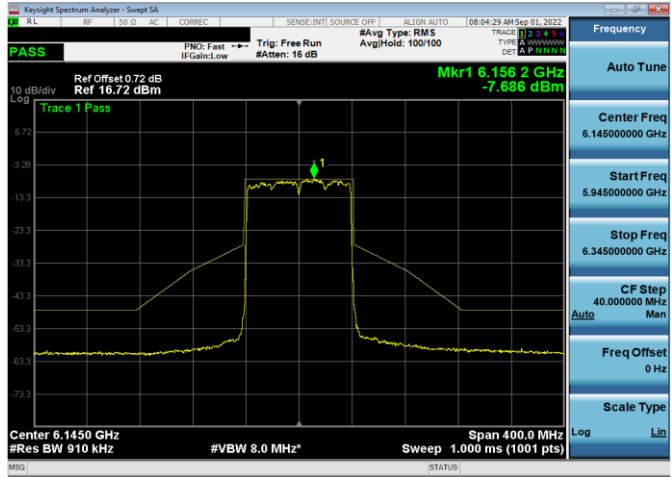 Keysight Spectrum Analyzer - Swept SA
RL RF 50 Ω AC CORREC SENSE:INT SOURCE OFF ALIGN AUTO 08:04:29 AM Sep 01, 2022
PASS
PNO: Fast
IFGain:Low
Trig: Free Run
#Atten: 16 dB
#Avg Type: RMS
Avg|Hold: 100/100
TRACE 1 2 3 4 5 6
TYPE A WWWWW
DET A P N N N N
Ref Offset 0.72 dB
10 dB/div Ref 16.72 dBm
Mkr1 6.156 2 GHz
-7.686 dBm
Log
Trace 1 Pass
1
6.72
-3.28
-13.3
-23.3
-33.3
-43.3
-53.3
-63.3
-73.3
Center 6.1450 GHz
Span 400.0 MHz
#Res BW 910 kHz
#VBW 8.0 MHz*
Sweep 1.000 ms (1001 pts)
MSG
STATUS
Frequency
Auto Tune
Center Freq
6.145000000 GHz
Start Freq
5.945000000 GHz
Stop Freq
6.345000000 GHz
CF Step
40.000000 MHz
Auto Man
Freq Offset
0 Hz
Scale Type
Log Lin